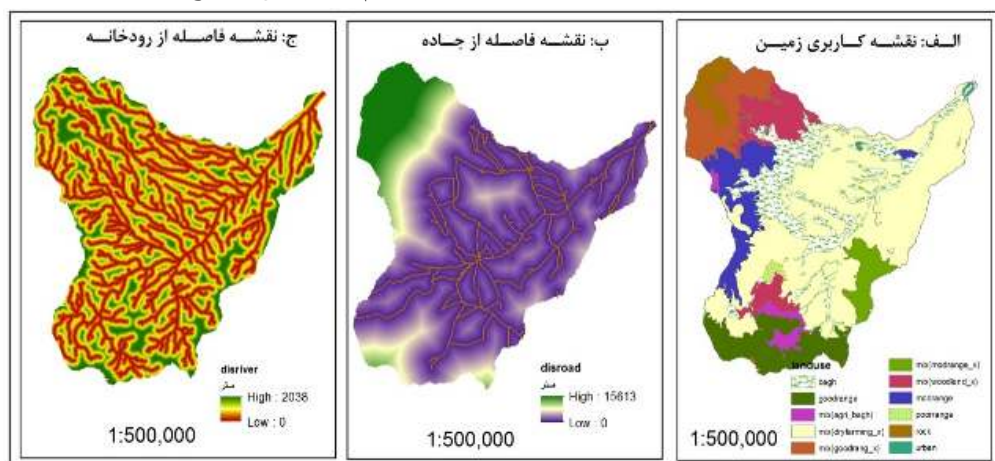 الف: نقشه کاربری زمین
landuse
bagh
goodrange
mix(agri_bagh)
mix(dryfarming_x)
mix(goodrang_x)
mix(modrange_x)
mix(woodland_x)
modrange
poorrange
rock
urban
1:500,000
ب: نقشه فاصله از جاده
disroad
متر
High : 15613
Low : 0
1:500,000
ج: نقشه فاصله از رودخانه
disriver
متر
High : 2038
Low : 0
1:500,000